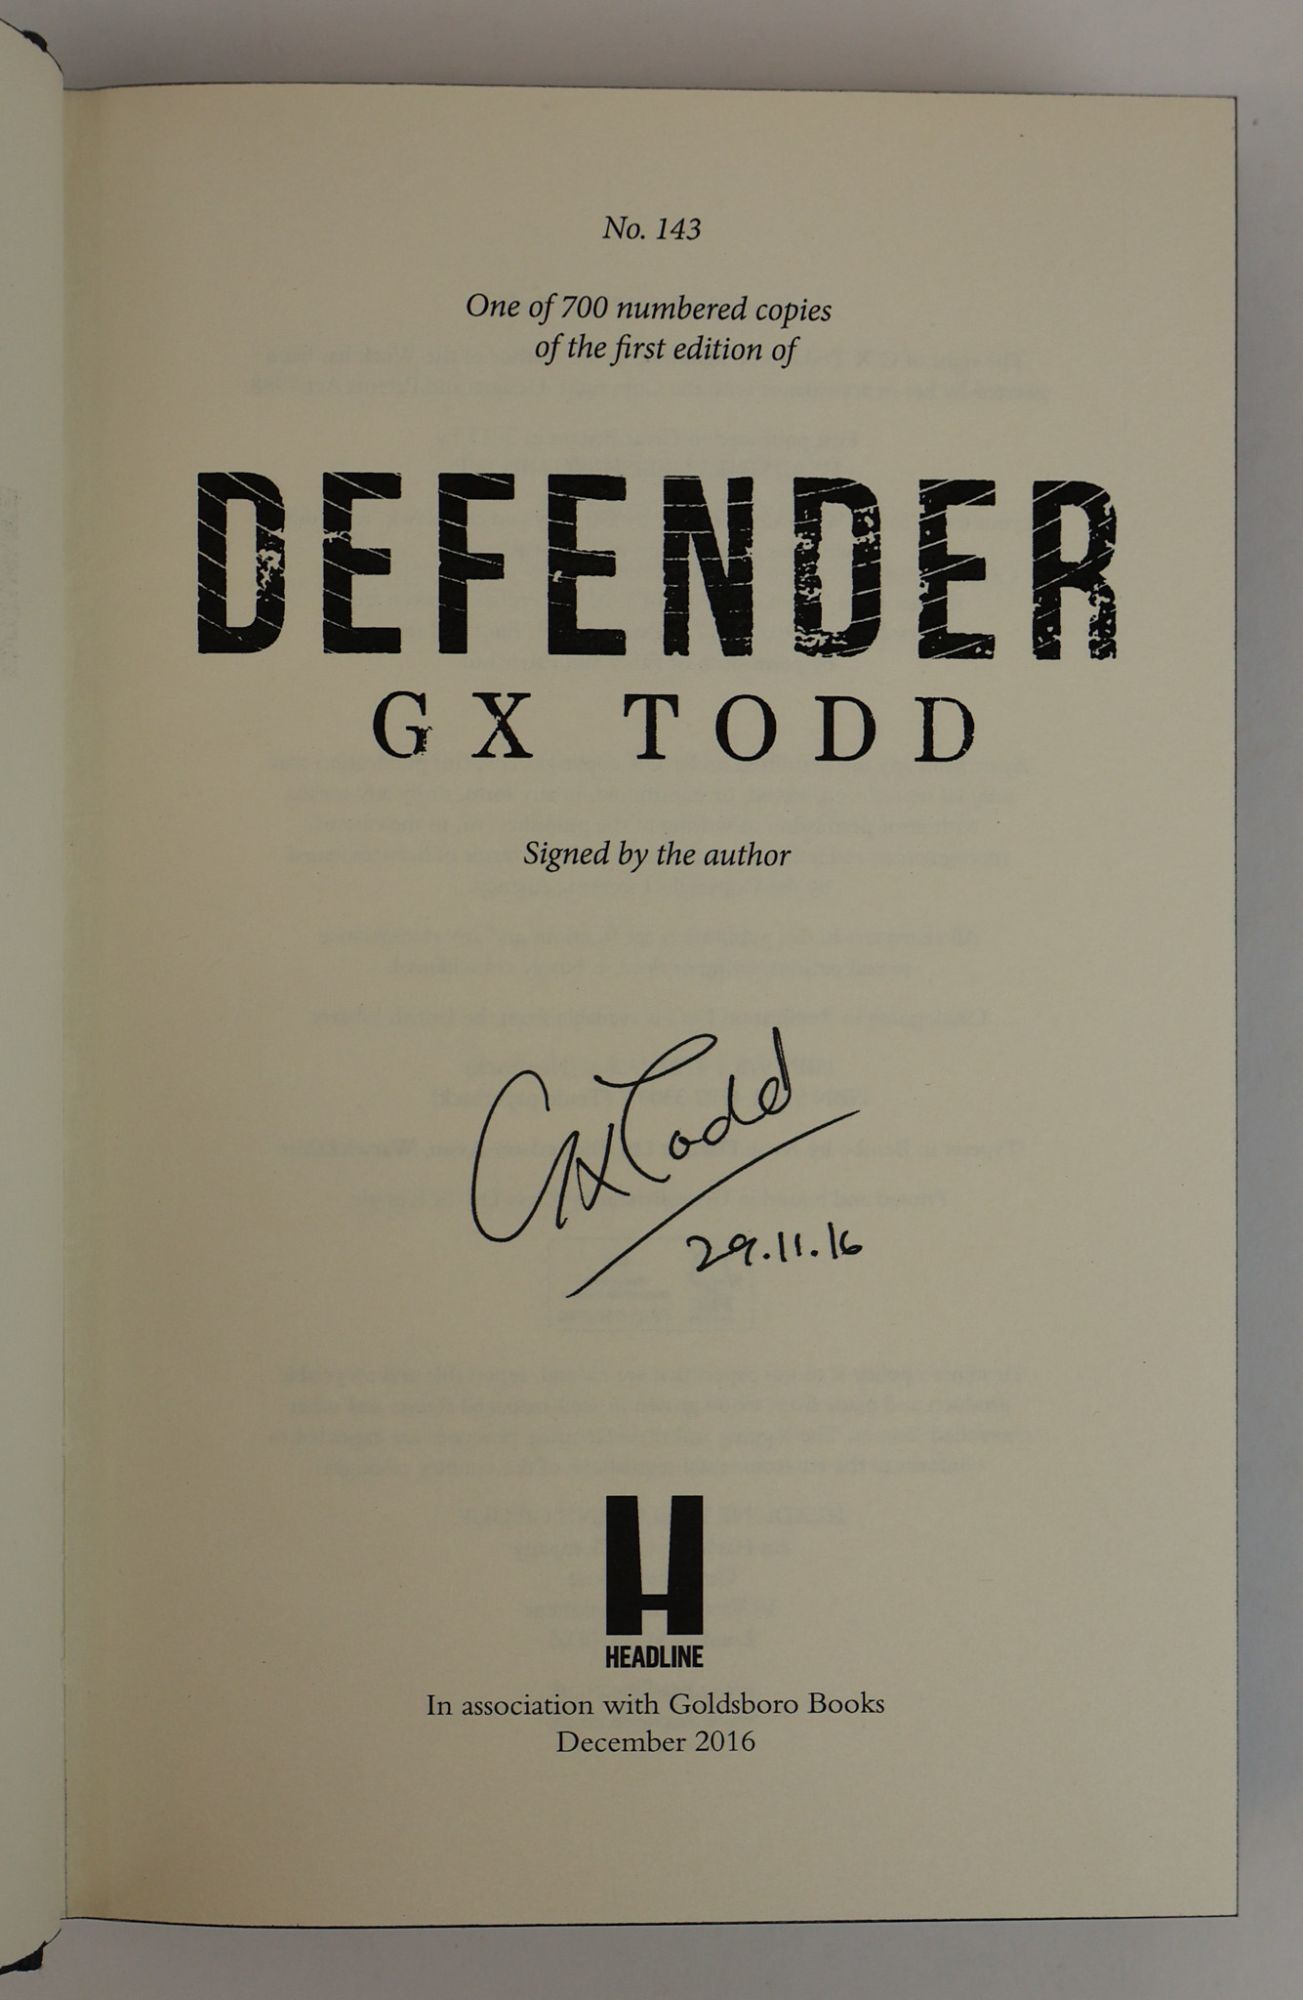 No. 143
One of 700 numbered copies
of the first edition of
DEFENDER
GX TODD
Signed by the author
GX Todd
29.11.16
H
HEADLINE
In association with Goldsboro Books
December 2016